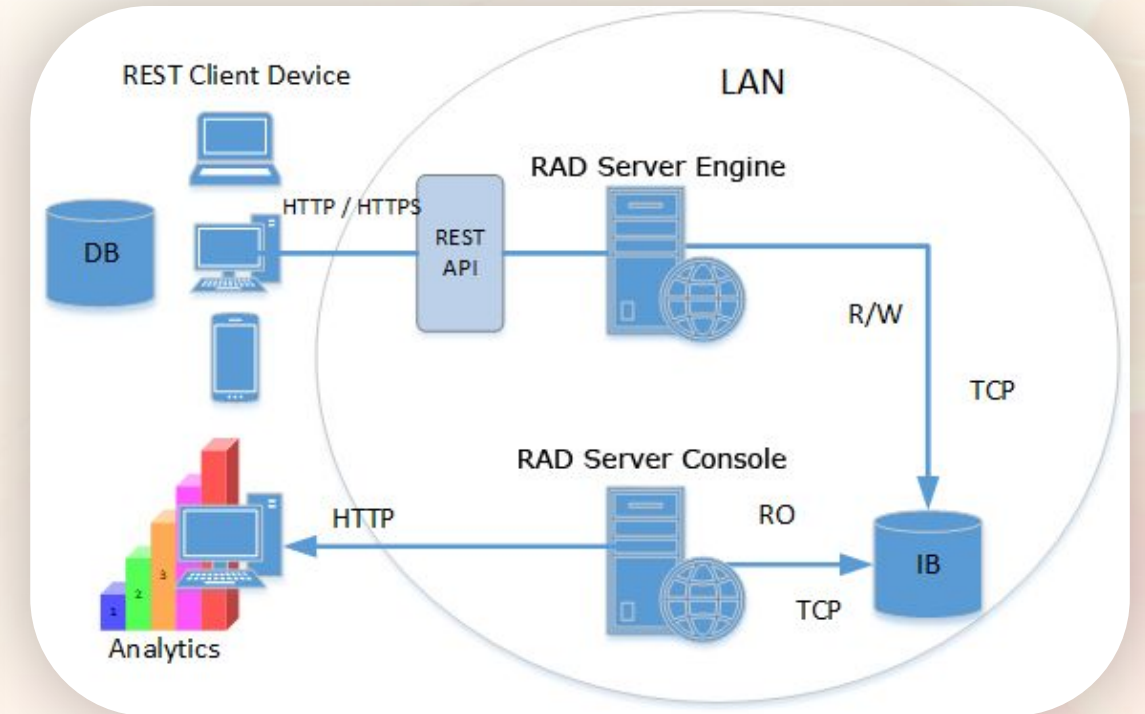 REST Client Device
LAN
RAD Server Engine
HTTP / HTTPS
REST
API
DB
R/W
TCP
RAD Server Console
HTTP
RO
IB
TCP
3
2
1
Analytics